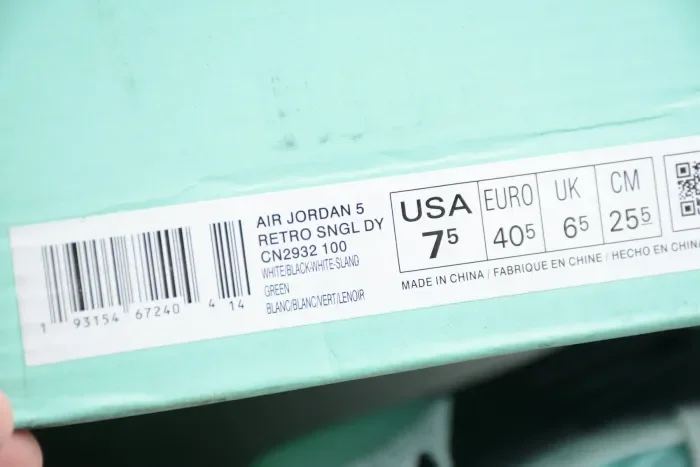 AIR JORDAN 5
RETRO SNGL DY
CN2932 100
WHITE/BLACK-WHITE-SLAND
GREEN
BLANC/BLANC/VERT/LENOIR
1 93154 67240 4 14
USA EURO UK CM
7⁵ 40⁵ 6⁵ 25⁵
MADE IN CHINA / FABRIQUE EN CHINE / HECHO EN CHINA